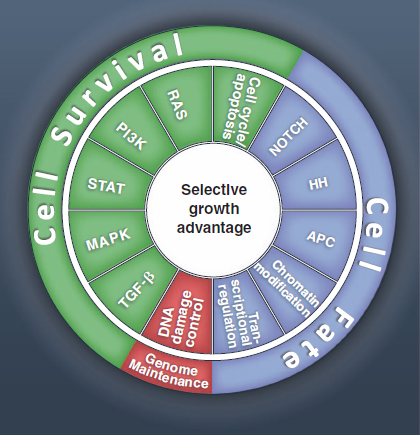 Cell Survival
Cell Fate
Genome
Maintenance
Cell cycle/
apoptosis
NOTCH
HH
APC
Chromatin
modification
Tran-
scriptional
regulation
DNA
damage
control
TGF-β
MAPK
STAT
PI3K
RAS
Selective
growth
advantage